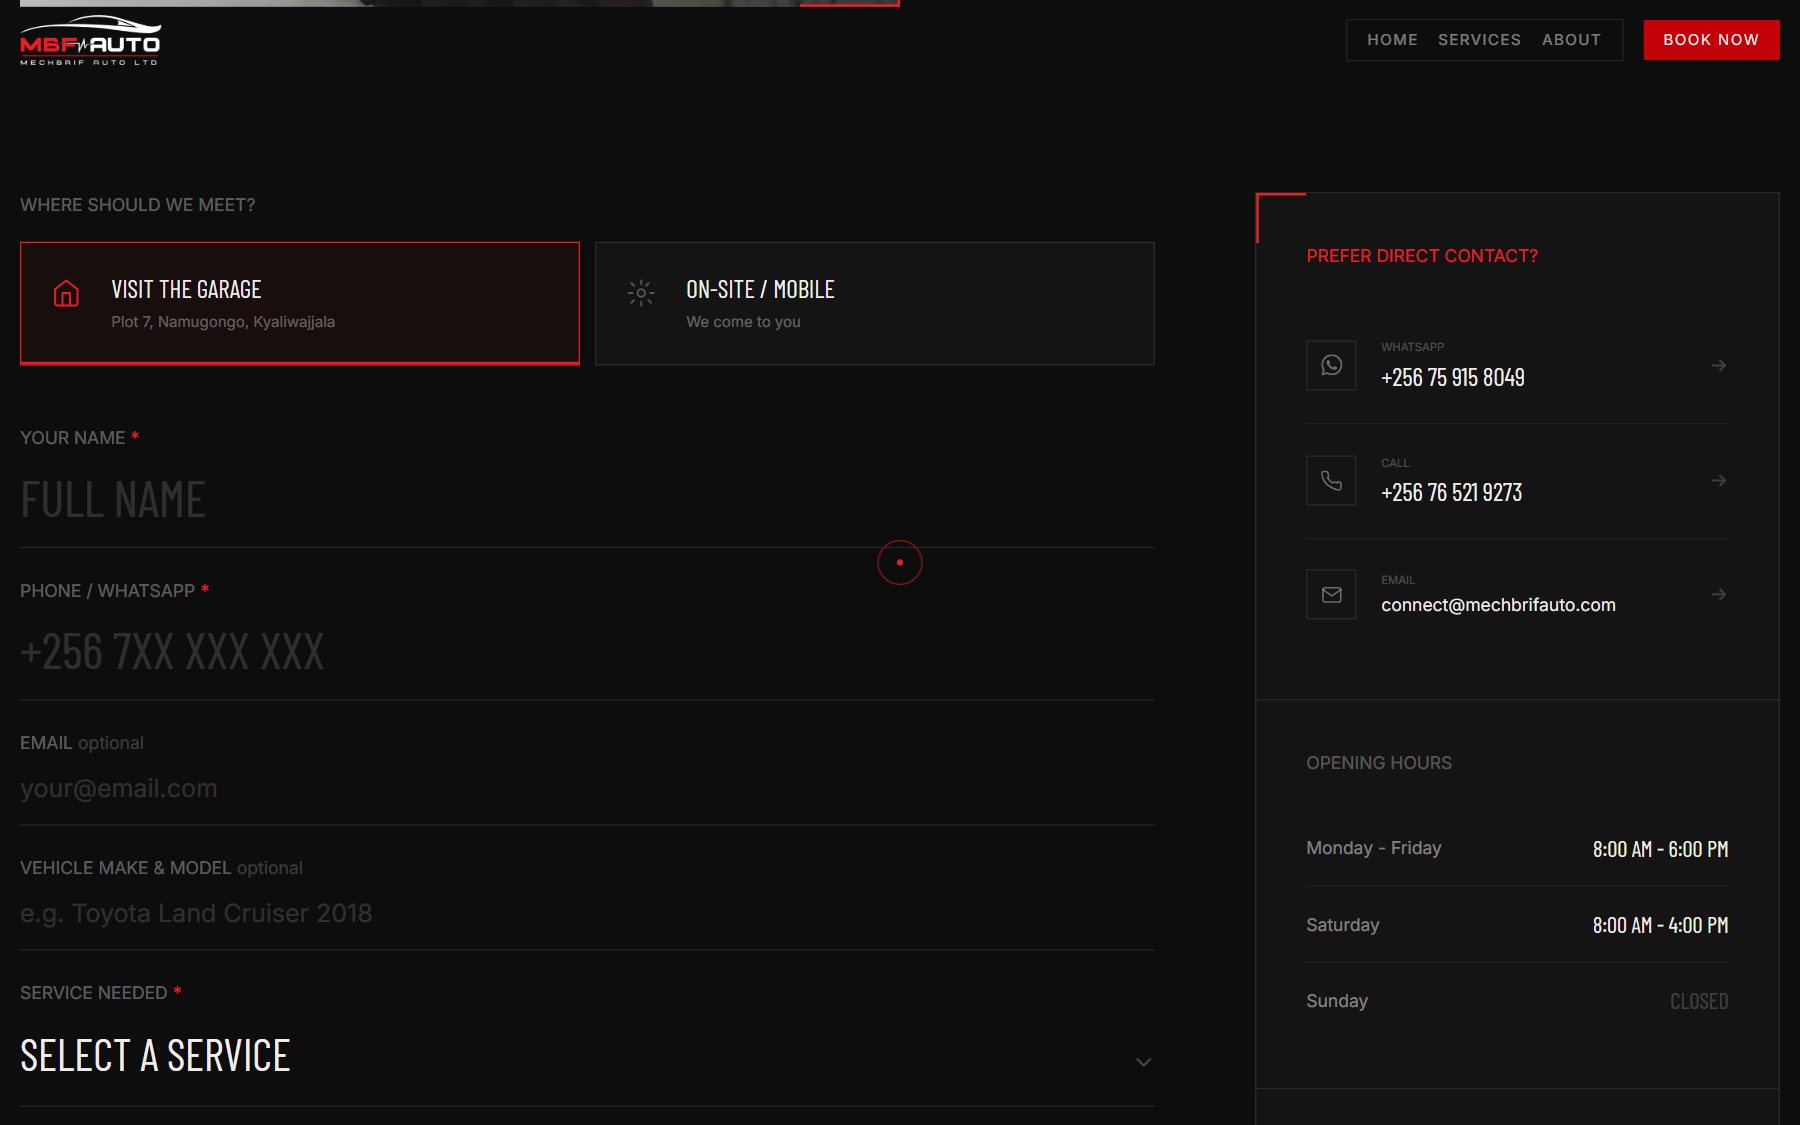 MBF AUTO
MECHBRIF AUTO LTD
HOME SERVICES ABOUT
BOOK NOW
WHERE SHOULD WE MEET?
VISIT THE GARAGE
Plot 7, Namugongo, Kyaliwajjala
ON-SITE / MOBILE
We come to you
YOUR NAME *
FULL NAME
PHONE / WHATSAPP *
+256 7XX XXX XXX
EMAIL optional
your@email.com
VEHICLE MAKE & MODEL optional
e.g. Toyota Land Cruiser 2018
SERVICE NEEDED *
SELECT A SERVICE
PREFER DIRECT CONTACT?
WHATSAPP
+256 75 915 8049
CALL
+256 76 521 9273
EMAIL
connect@mechbrifauto.com
OPENING HOURS
Monday - Friday 8:00 AM - 6:00 PM
Saturday 8:00 AM - 4:00 PM
Sunday CLOSED